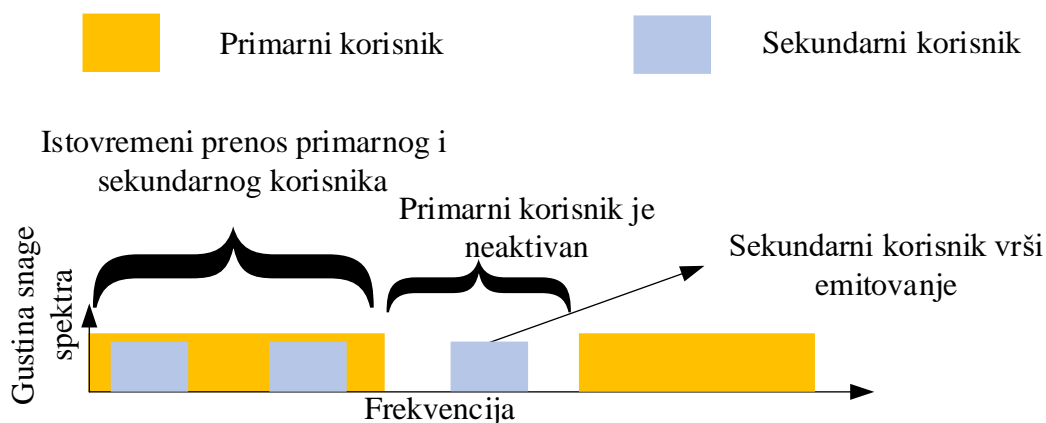 Primarni korisnik
Sekundarni korisnik
Istovremeni prenos primarnog i
sekundarnog korisnika
Primarni korisnik je
neaktivan
Sekundarni korisnik vrši
emitovanje
Gustina snage
spektra
Frekvencija